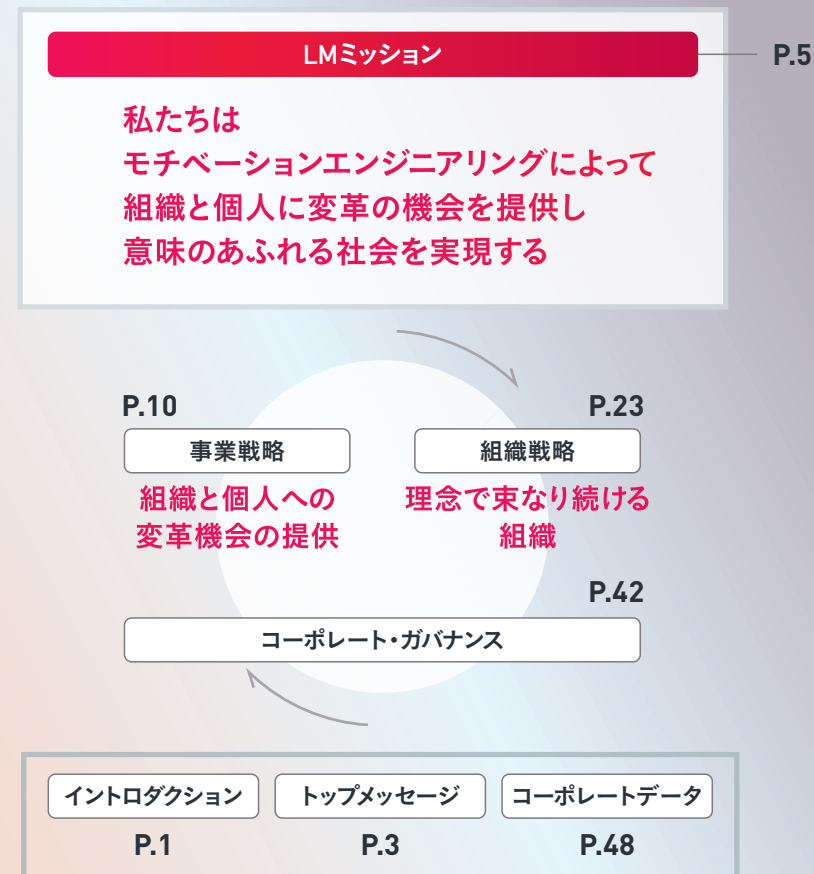 LMミッション
P.5
私たちは
モチベーションエンジニアリングによって
組織と個人に変革の機会を提供し
意味のあふれる社会を実現する
P.10
事業戦略
組織と個人への
変革機会の提供
P.23
組織戦略
理念で束なり続ける
組織
P.42
コーポレート・ガバナンス
イントロダクション
P.1
トップメッセージ
P.3
コーポレートデータ
P.48